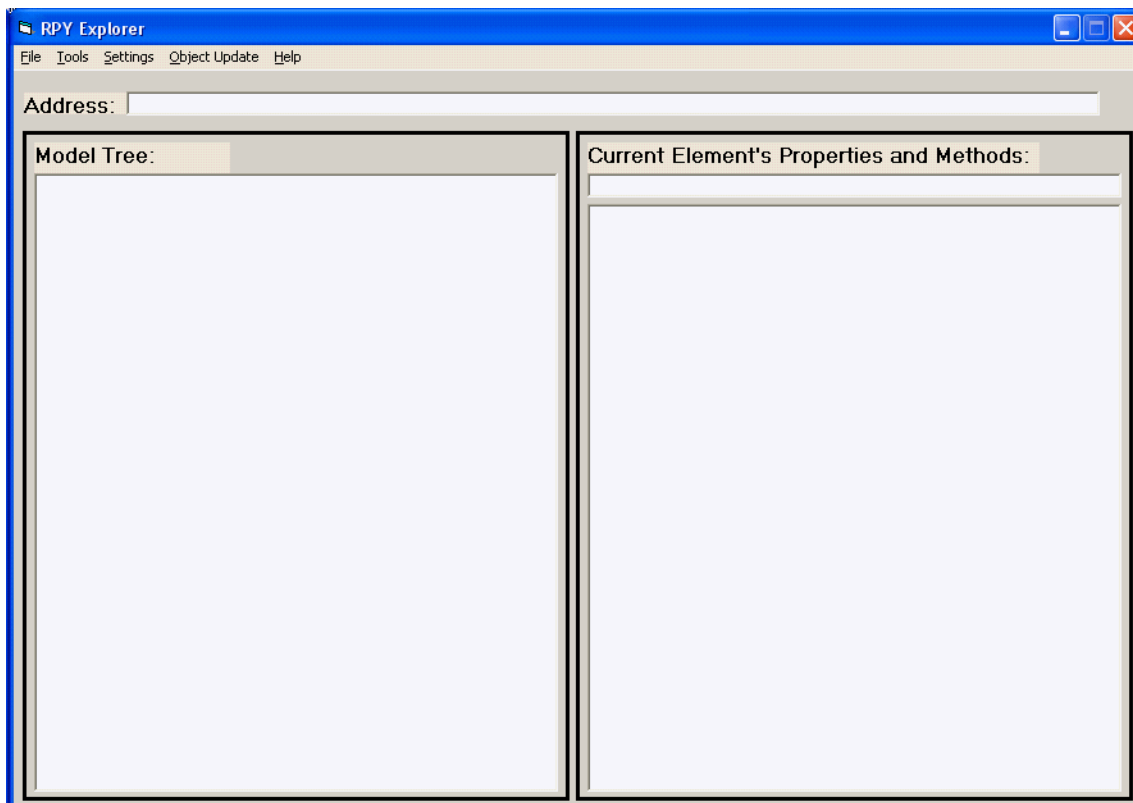 RPY Explorer
File Tools Settings Object Update Help
Address:
Model Tree:
Current Element's Properties and Methods: